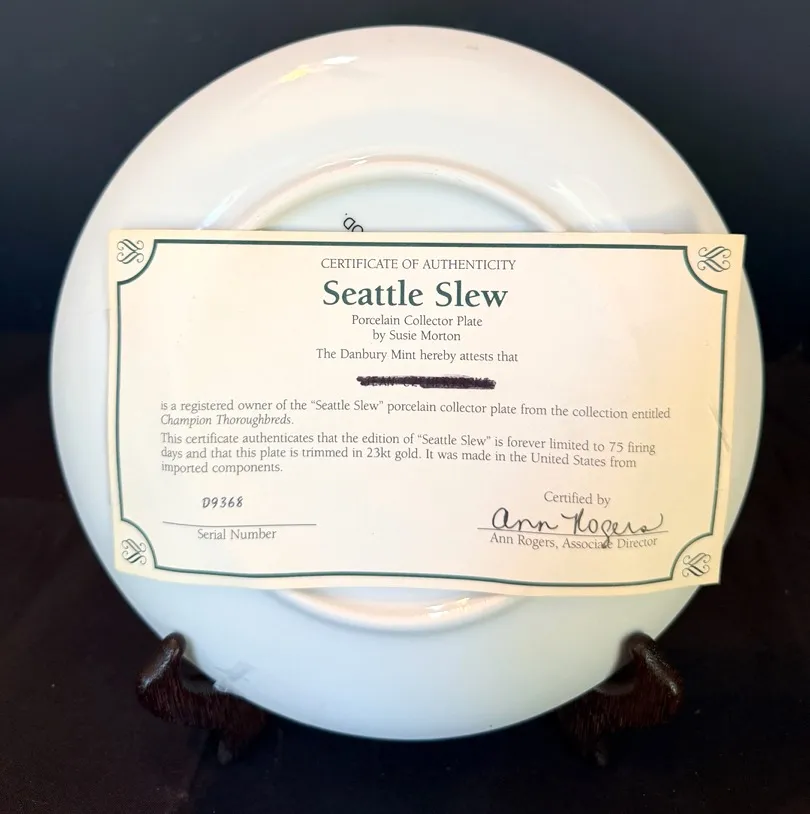 CERTIFICATE OF AUTHENTICITY
Seattle Slew
Porcelain Collector Plate
by Susie Morton
The Danbury Mint hereby attests that
is a registered owner of the “Seattle Slew” porcelain collector plate from the collection entitled
Champion Thoroughbreds.
This certificate authenticates that the edition of “Seattle Slew” is forever limited to 75 firing
days and that this plate is trimmed in 23kt gold. It was made in the United States from
imported components.
D9368
Serial Number
Certified by
Ann Rogers
Ann Rogers, Associate Director